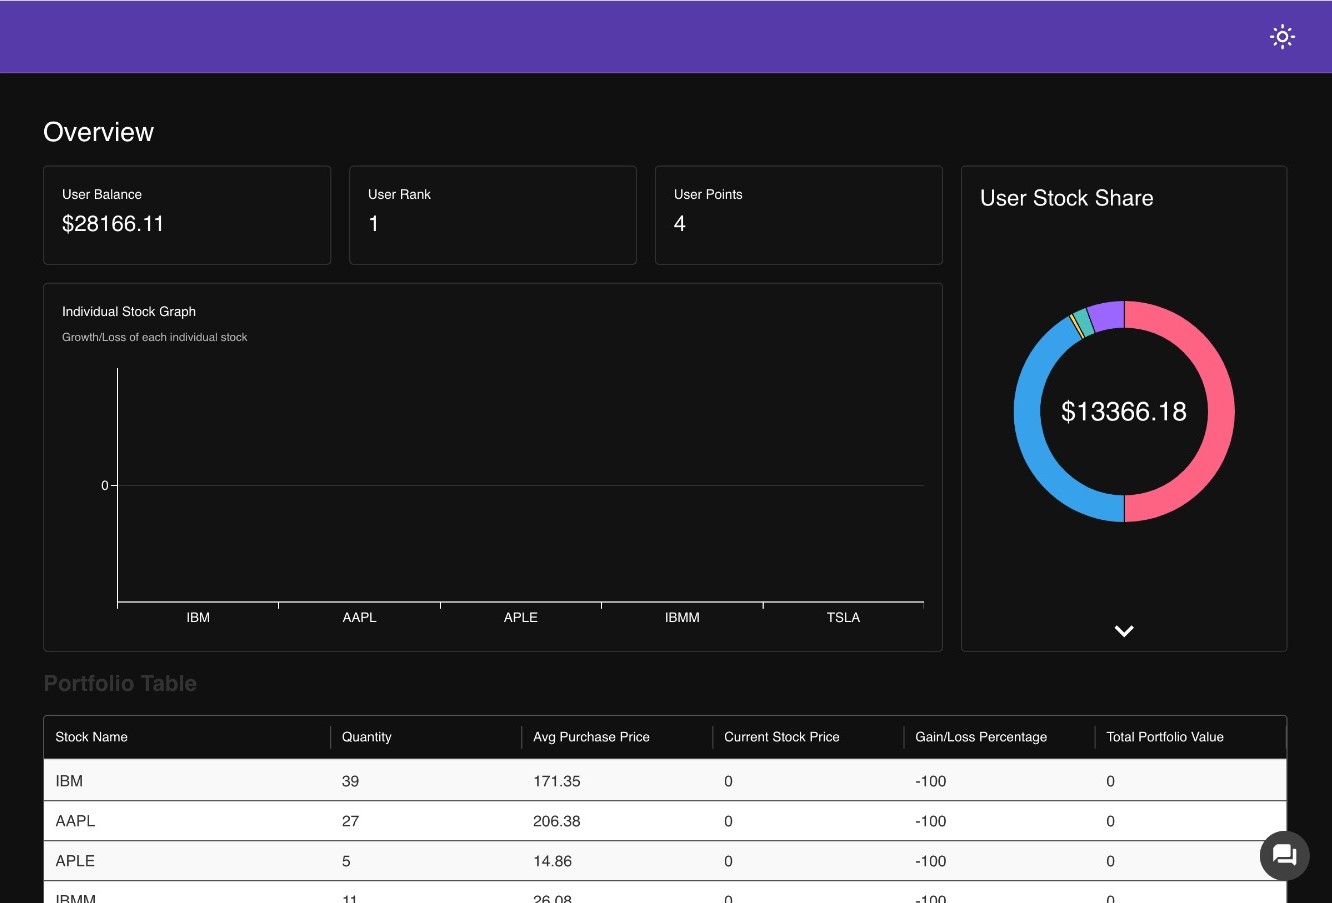 Overview
User Balance
$28166.11
User Rank
1
User Points
4
User Stock Share
$13366.18
Individual Stock Graph
Growth/Loss of each individual stock
0
IBM AAPL APLE IBMM TSLA
Portfolio Table
Stock Name Quantity Avg Purchase Price Current Stock Price Gain/Loss Percentage Total Portfolio Value
IBM 39 171.35 0 -100 0
AAPL 27 206.38 0 -100 0
APLE 5 14.86 0 -100 0
IBMM 11 26.08 0 -100 0